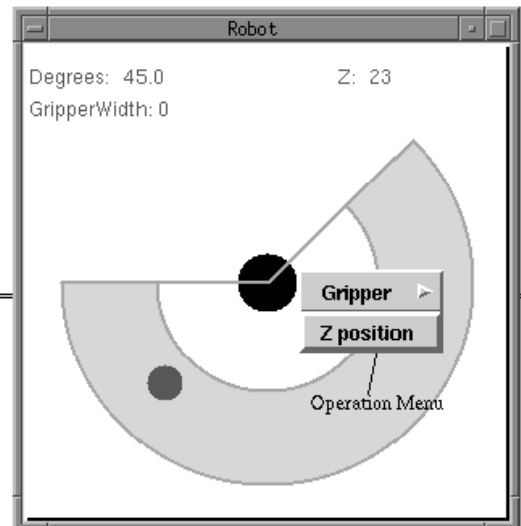 Robot
Degrees: 45.0 Z: 23
GripperWidth: 0
Gripper
Z position
Operation Menu